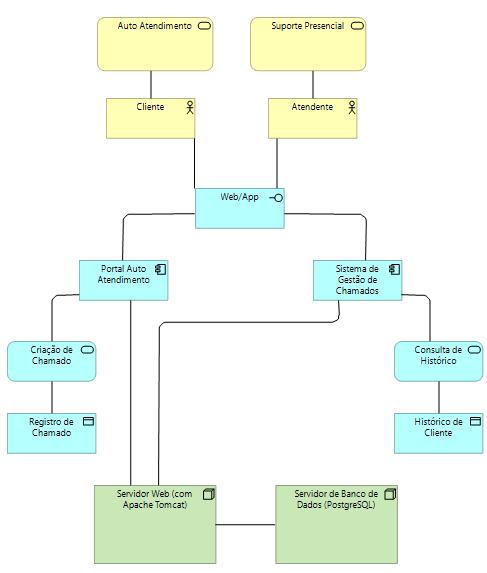 Auto Atendimento
Suporte Presencial
Cliente
Atendente
Web/App
Portal Auto
Atendimento
Sistema de
Gestão de
Chamados
Criação de
Chamado
Consulta de
Histórico
Registro de
Chamado
Histórico de
Cliente
Servidor Web (com
Apache Tomcat)
Servidor de Banco de
Dados (PostgreSQL)